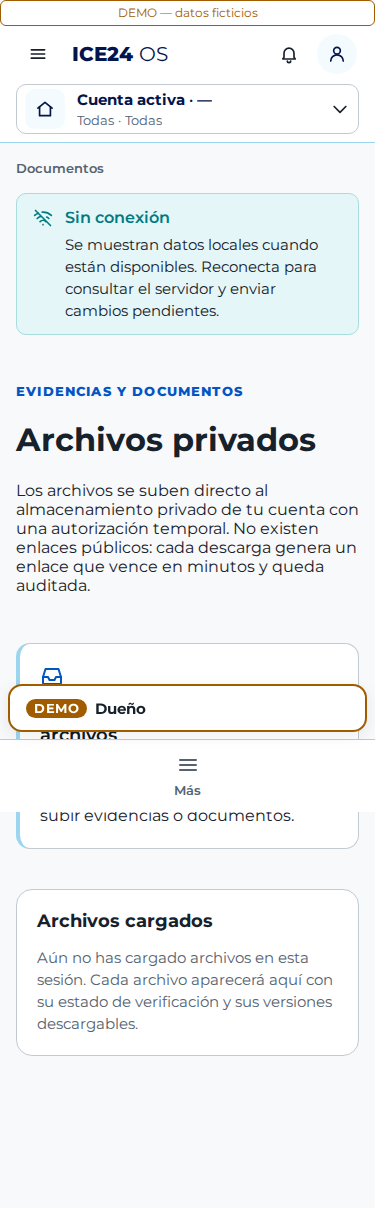 DEMO — datos ficticios
ICE24 OS
Cuenta activa · —
Todas · Todas
Documentos
Sin conexión
Se muestran datos locales cuando
están disponibles. Reconecta para
consultar el servidor y enviar
cambios pendientes.
EVIDENCIAS Y DOCUMENTOS
Archivos privados
Los archivos se suben directo al
almacenamiento privado de tu cuenta con
una autorización temporal. No existen
enlaces públicos: cada descarga genera un
enlace que vence en minutos y queda
auditada.
DEMO Dueño
archivos
Más
subir evidencias o documentos.
Archivos cargados
Aún no has cargado archivos en esta
sesión. Cada archivo aparecerá aquí con
su estado de verificación y sus versiones
descargables.